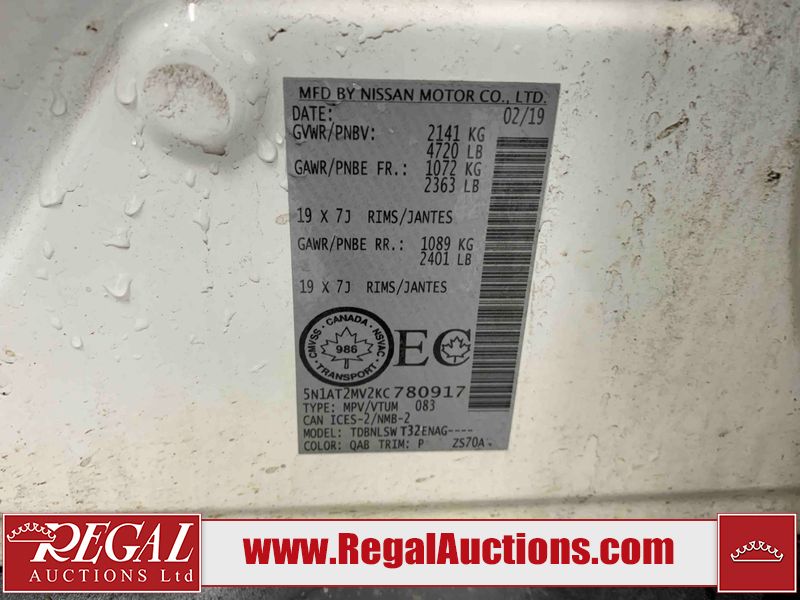 MFD BY NISSAN MOTOR CO., LTD.
DATE: 02/19
GVWR/PNBV: 2141 KG
4720 LB
GAWR/PNBE FR.: 1072 KG
2363 LB
19 X 7J RIMS/JANTES
GAWR/PNBE RR.: 1089 KG
2401 LB
19 X 7J RIMS/JANTES
CMVSS · CANADA · NSVAC
986
TRANSPORT
EC
5N1AT2MV2KC780917
TYPE: MPV/VTUM 083
CAN ICES-2/NMB-2
MODEL: TDBNLSW T32ENAG----
COLOR: QAB TRIM: P ZS70A
REGAL
AUCTIONS Ltd
www.RegalAuctions.com